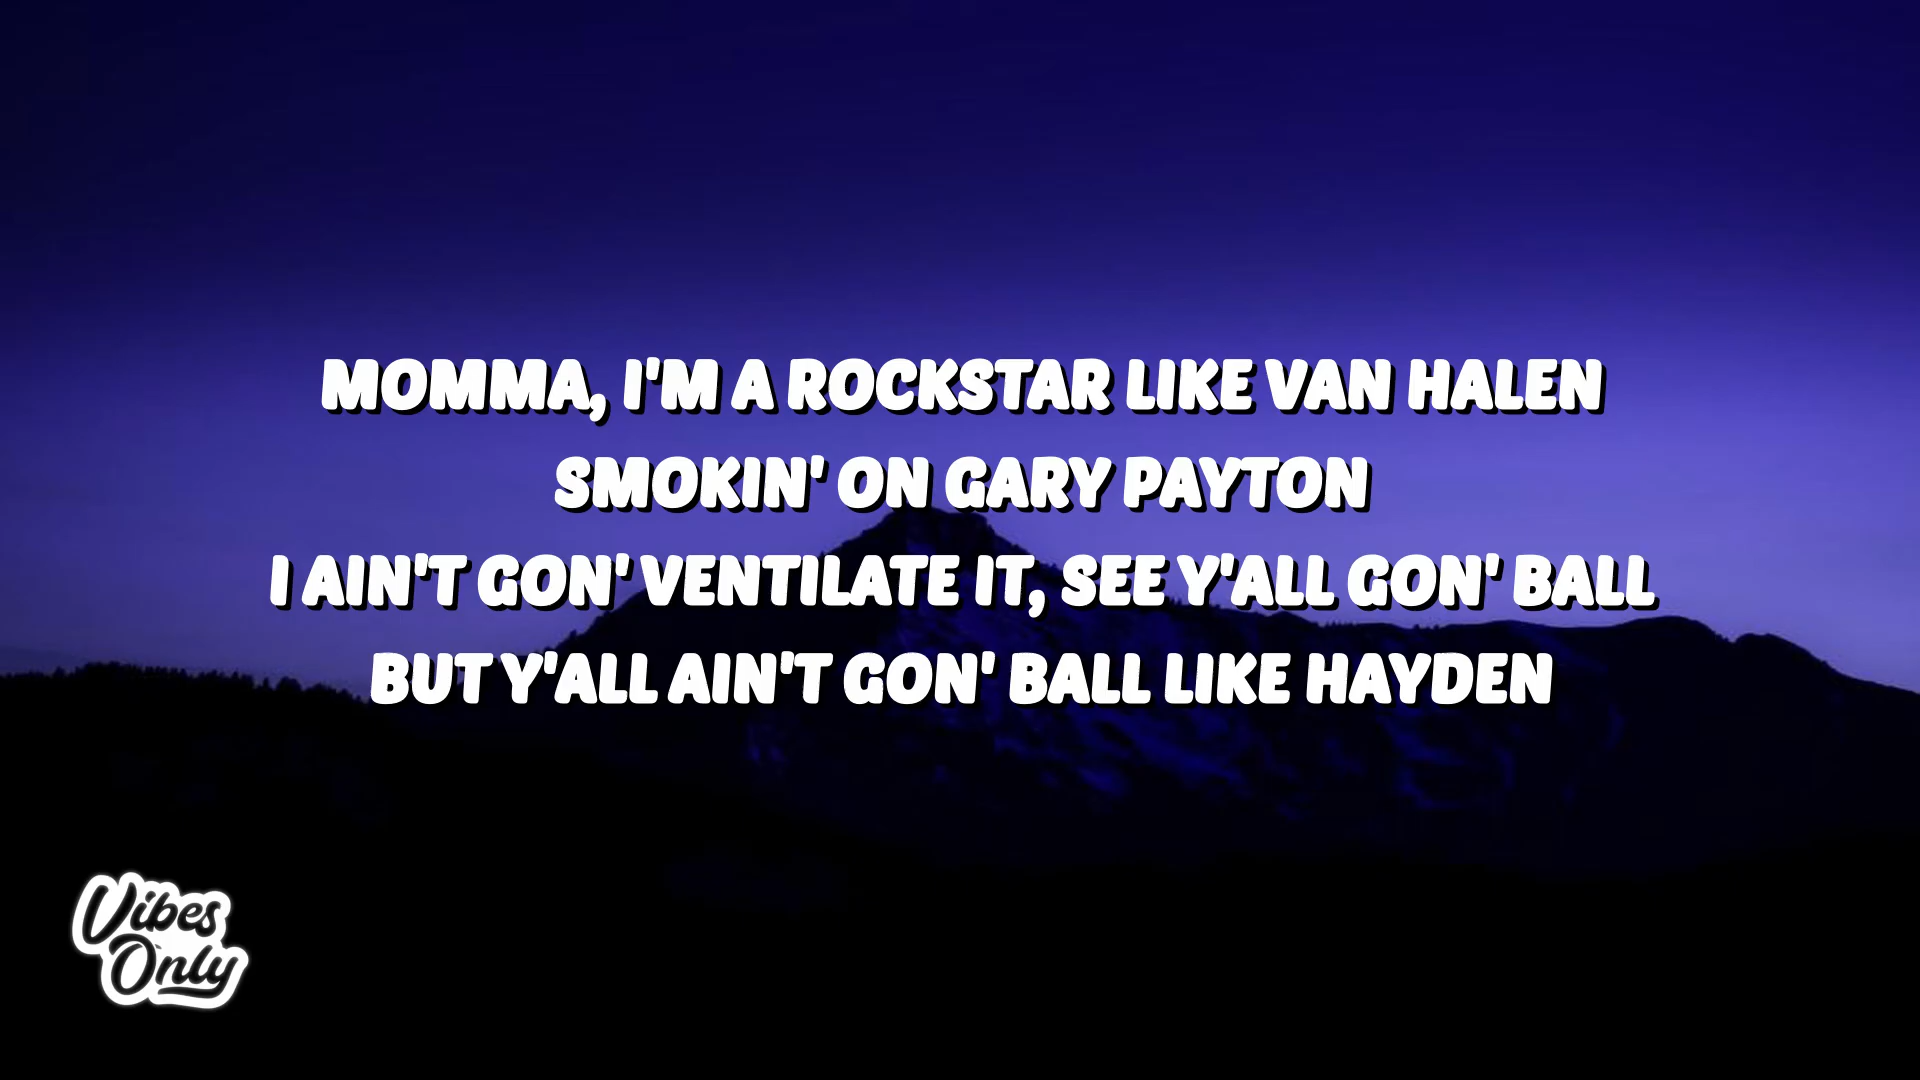 MOMMA, I'M A ROCKSTAR LIKE VAN HALEN
SMOKIN' ON GARY PAYTON
I AIN'T GON' VENTILATE IT, SEE Y'ALL GON' BALL
BUT Y'ALL AIN'T GON' BALL LIKE HAYDEN
Vibes
Only